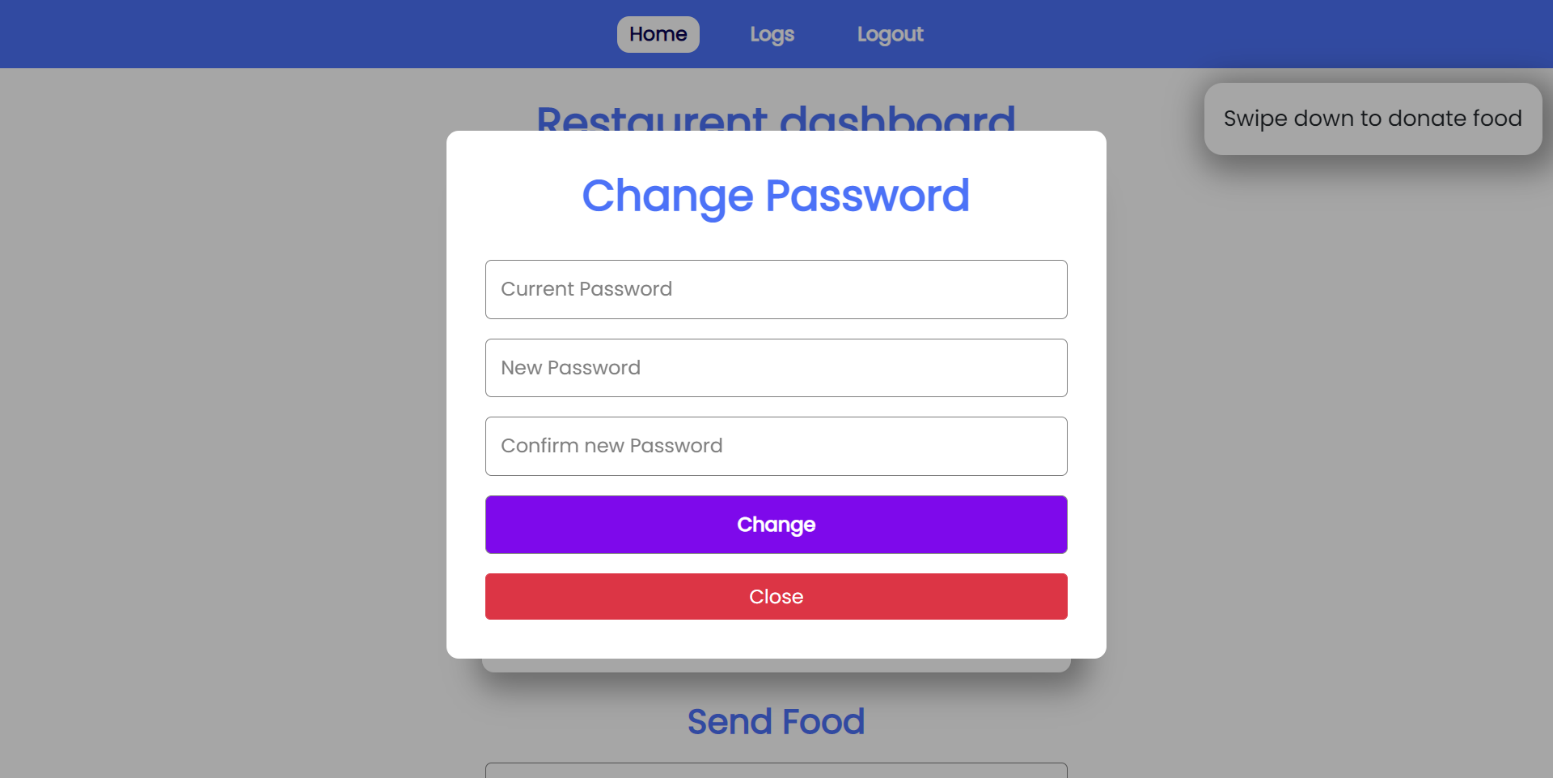 Home Logs Logout
Restaurent dashboard
Swipe down to donate food
Change Password
Current Password
New Password
Confirm new Password
Change
Close
Send Food